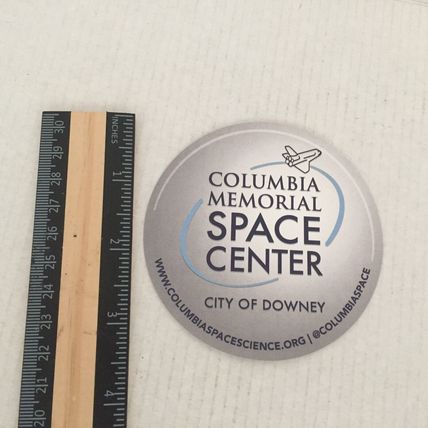 COLUMBIA
MEMORIAL
SPACE
CENTER
CITY OF DOWNEY
WWW.COLUMBIASPACESCIENCE.ORG | @COLUMBIASPACE
INCHES
1
2
3
4
30
29
28
27
26
25
24
23
22
21
20